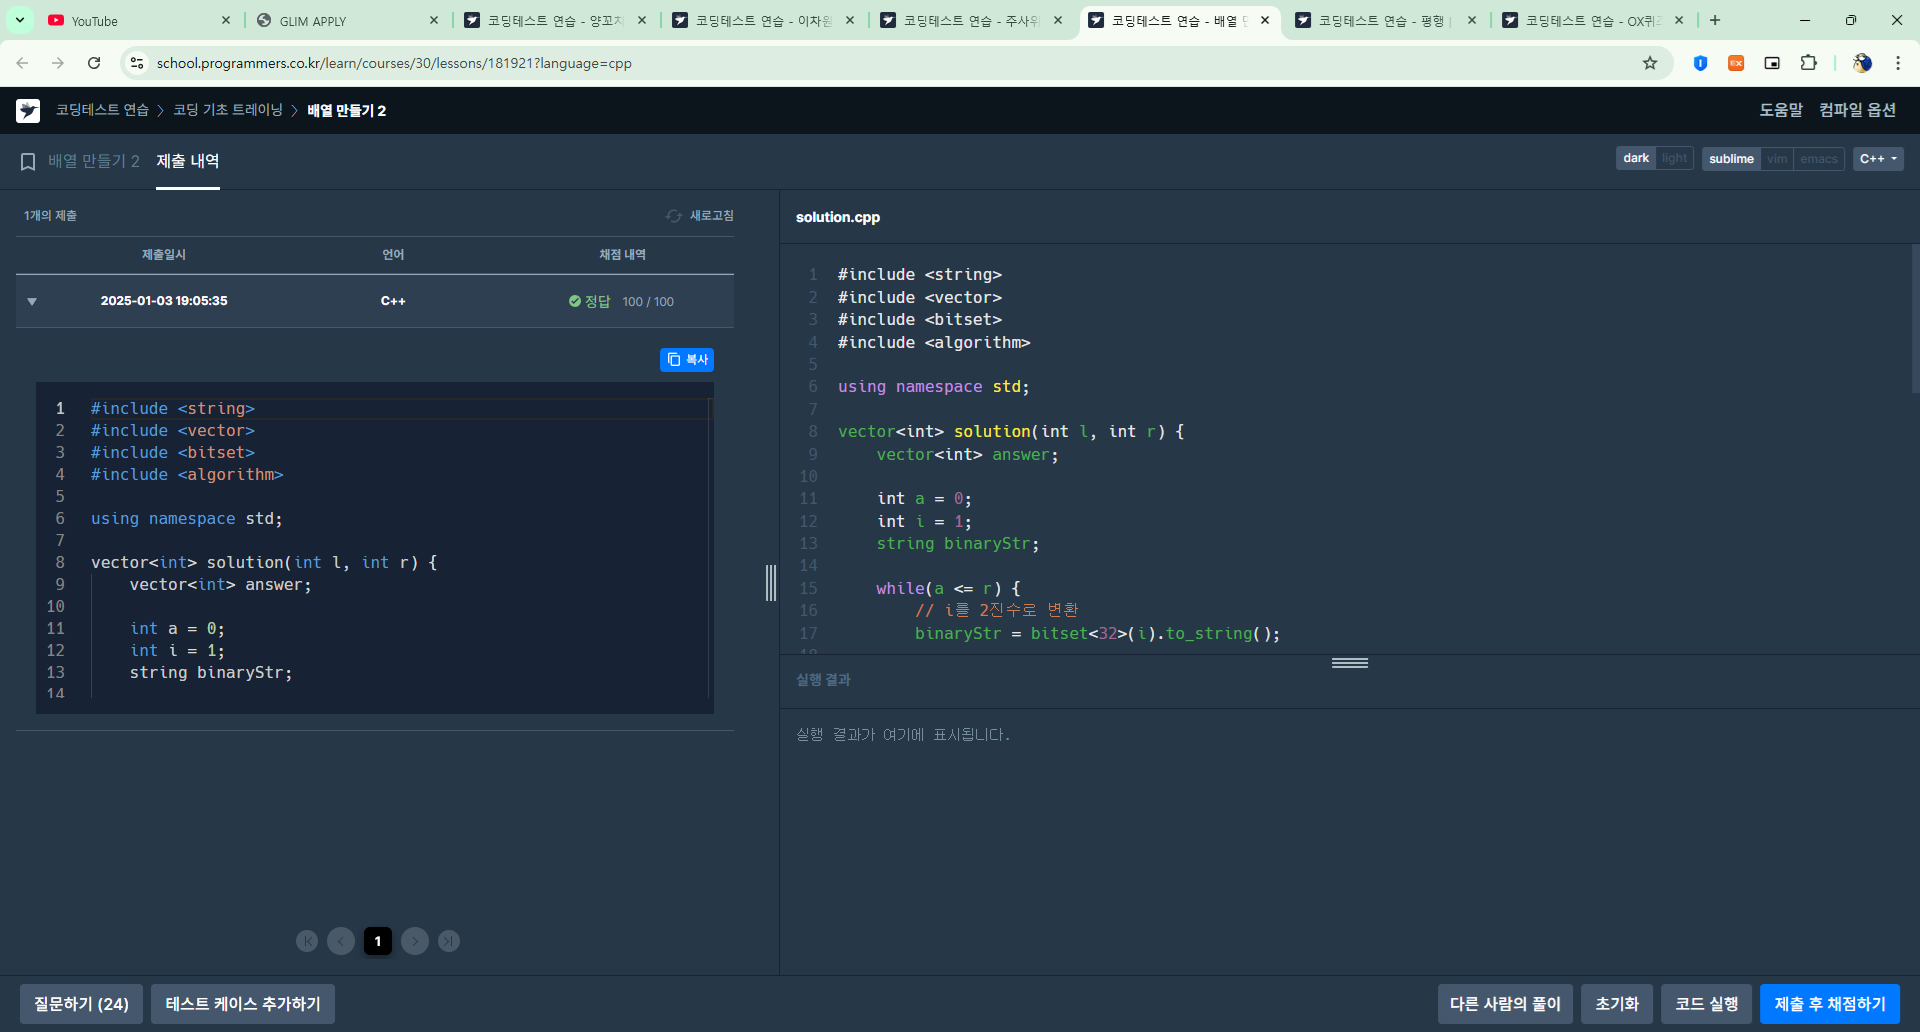 YouTube
GLIM APPLY
코딩테스트 연습 - 양꼬치
코딩테스트 연습 - 이차원
코딩테스트 연습 - 주사위
코딩테스트 연습 - 배열 만
코딩테스트 연습 - 평행
코딩테스트 연습 - OX퀴즈
school.programmers.co.kr/learn/courses/30/lessons/181921?language=cpp
코딩테스트 연습 > 코딩 기초 트레이닝 > 배열 만들기 2
도움말 컴파일 옵션
배열 만들기 2 제출 내역
dark light sublime vim emacs C++
1개의 제출
새로고침
제출일시 언어 채점 내역
2025-01-03 19:05:35 C++ 정답 100 / 100
복사
1 #include <string>
2 #include <vector>
3 #include <bitset>
4 #include <algorithm>
5
6 using namespace std;
7
8 vector<int> solution(int l, int r) {
9 vector<int> answer;
10
11 int a = 0;
12 int i = 1;
13 string binaryStr;
14
1
질문하기 (24) 테스트 케이스 추가하기
solution.cpp
1 #include <string>
2 #include <vector>
3 #include <bitset>
4 #include <algorithm>
5
6 using namespace std;
7
8 vector<int> solution(int l, int r) {
9 vector<int> answer;
10
11 int a = 0;
12 int i = 1;
13 string binaryStr;
14
15 while(a <= r) {
16 // i를 2진수로 변환
17 binaryStr = bitset<32>(i).to_string();
18
실행 결과
실행 결과가 여기에 표시됩니다.
다른 사람의 풀이 초기화 코드 실행 제출 후 채점하기